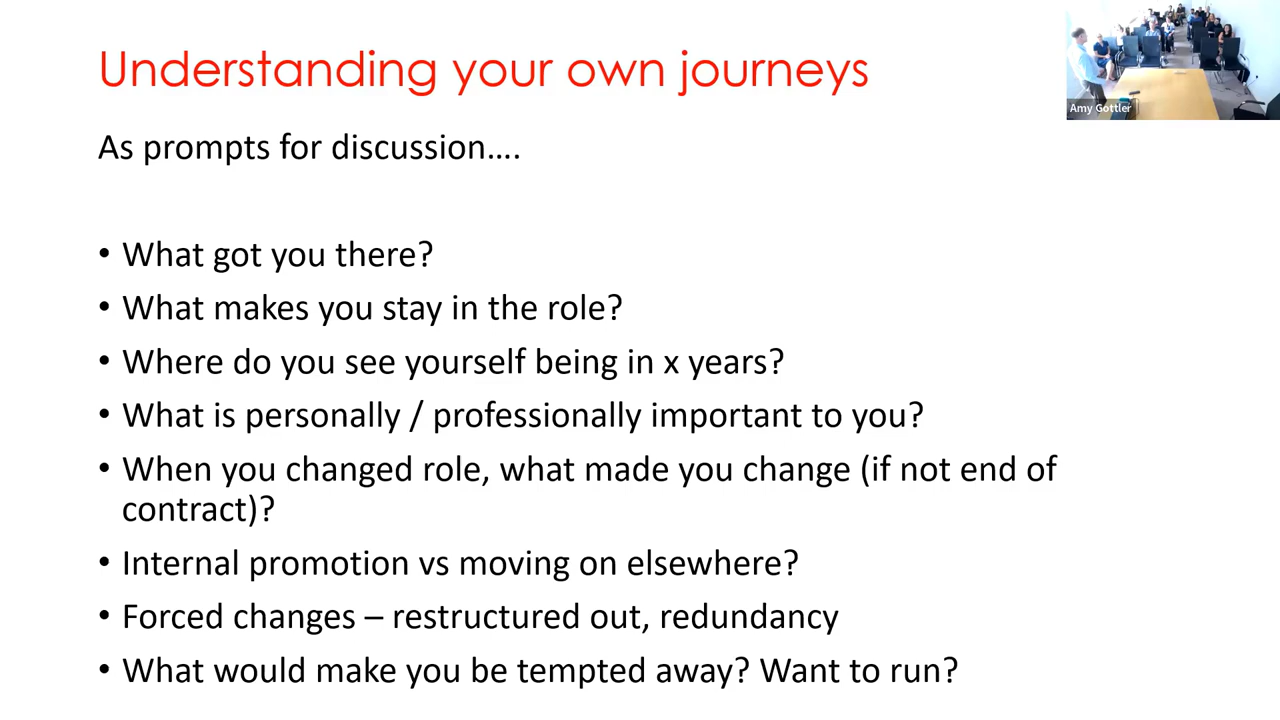 Understanding your own journeys
Amy Gottler
As prompts for discussion....
• What got you there?
• What makes you stay in the role?
• Where do you see yourself being in x years?
• What is personally / professionally important to you?
• When you changed role, what made you change (if not end of
contract)?
• Internal promotion vs moving on elsewhere?
• Forced changes – restructured out, redundancy
• What would make you be tempted away? Want to run?